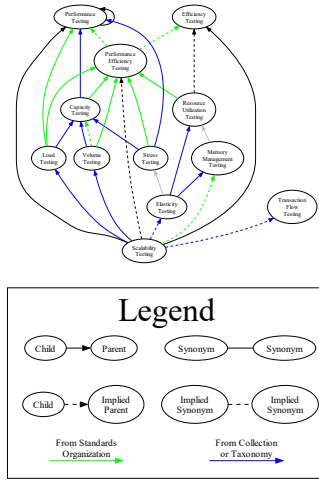 Performance
Testing
Efficiency
Testing
Performance
Efficiency
Testing
Capacity
Testing
Resource
Utilization
Testing
Load
Testing
Volume
Testing
Stress
Testing
Memory
Management
Testing
Elasticity
Testing
Transaction
Flow
Testing
Scalability
Testing
Legend
Child
Parent
Synonym
Synonym
Child
Implied
Parent
Implied
Synonym
Implied
Synonym
From Standards
Organization
From Collection
or Taxonomy